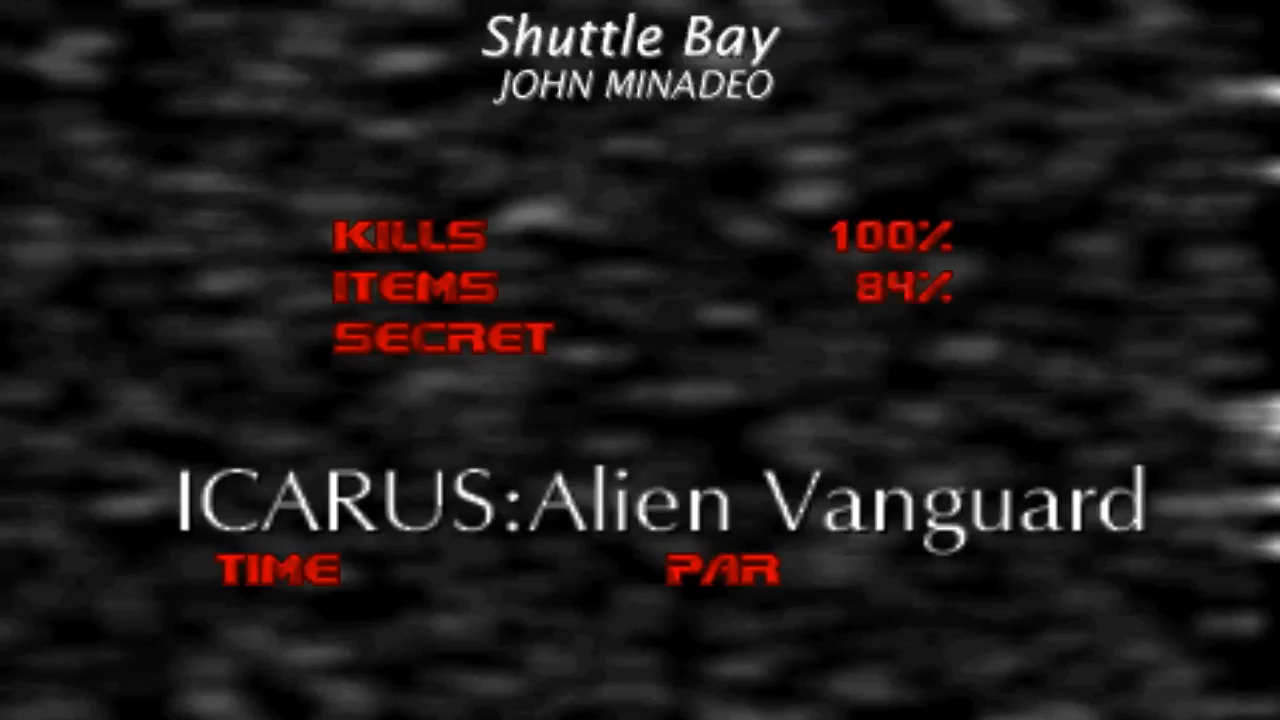 Shuttle Bay
JOHN MINADEO
KILLS 100%
ITEMS 84%
SECRET
ICARUS:Alien Vanguard
TIME PAR